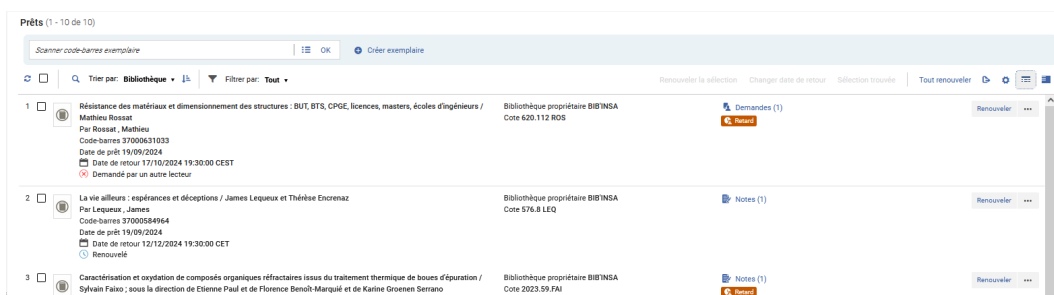 Prêts (1 - 10 de 10)
Scanner code-barres exemplaire OK Créer exemplaire
Trier par: Bibliothèque Filtrer par: Tout Renouveler la sélection Changer date de retour Sélection trouvée Tout renouveler
1 Résistance des matériaux et dimensionnement des structures : BUT, BTS, CPGE, licences, masters, écoles d'ingénieurs / Bibliothèque propriétaire BIB'INSA Demandes (1) Renouveler ...
Mathieu Rossat Cote 620.112 ROS Retard
Par Rossat , Mathieu
Code-barres 37000631033
Date de prêt 19/09/2024
Date de retour 17/10/2024 19:30:00 CEST
Demandé par un autre lecteur
2 La vie ailleurs : espérances et déceptions / James Lequeux et Thérèse Encrenaz Bibliothèque propriétaire BIB'INSA Notes (1) Renouveler ...
Par Lequeux , James Cote 576.8 LEQ
Code-barres 37000584964
Date de prêt 19/09/2024
Date de retour 12/12/2024 19:30:00 CET
Renouvelé
3 Caractérisation et oxydation de composés organiques réfractaires issus du traitement thermique de boues d'épuration / Bibliothèque propriétaire BIB'INSA Notes (1) Renouveler ...
Sylvain Faixo ; sous la direction de Etienne Paul et de Florence Benoît-Marquié et de Karine Groenen Serrano Cote 2023.59.FAI Retard